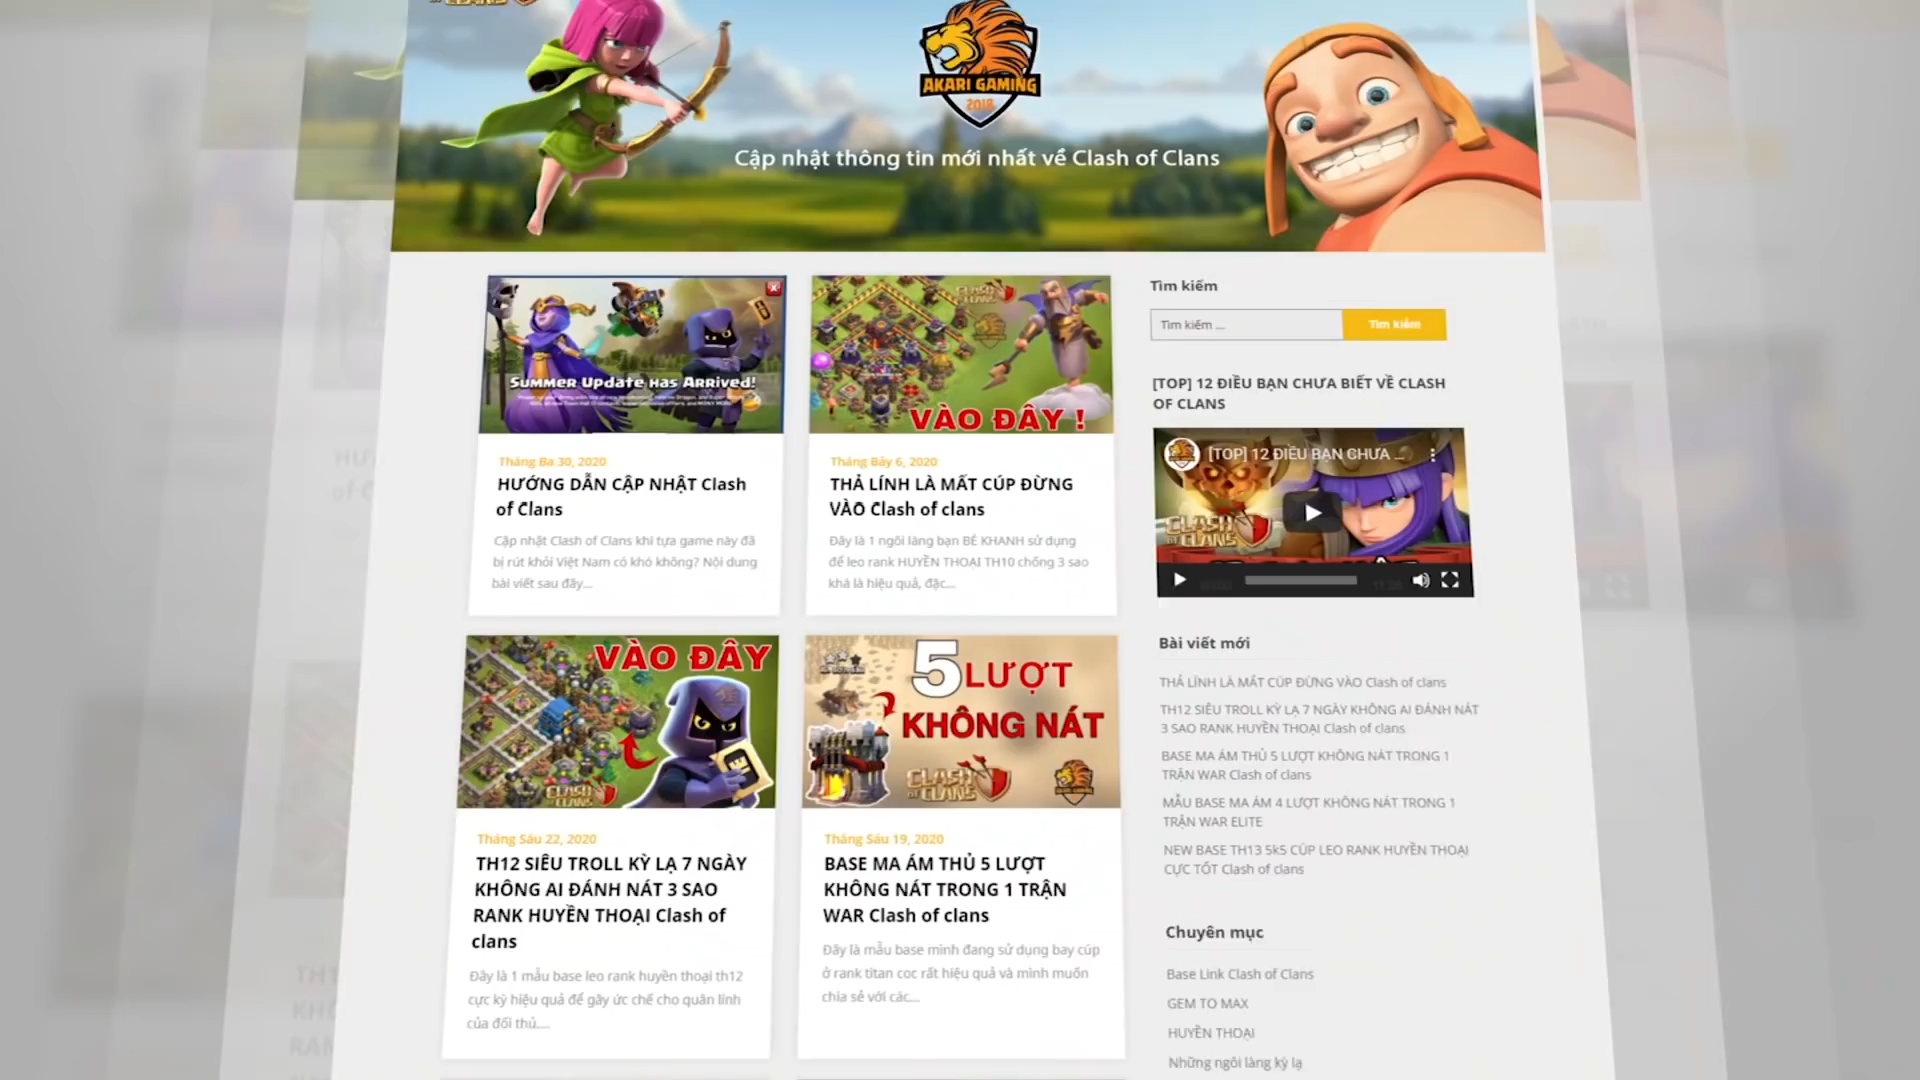 AKARI GAMING
2018
Cập nhật thông tin mới nhất về Clash of Clans
SUMMER UPDATE HAS ARRIVED!
VÀO ĐÂY !
Tháng Ba 30, 2020
HƯỚNG DẪN CẬP NHẬT Clash
of Clans
Cập nhật Clash of Clans khi tựa game này đã
bị rút khỏi Việt Nam có khó không? Nội dung
bài viết sau đây...
Tháng Bảy 6, 2020
THẢ LÍNH LÀ MẤT CÚP ĐỪNG
VÀO Clash of clans
Đây là 1 ngôi làng bạn BÉ KHANH sử dụng
để leo rank HUYỀN THOẠI TH10 chống 3 sao
khá là hiệu quả, đặc...
VÀO ĐÂY
CLASH OF CLANS
Tháng Sáu 22, 2020
TH12 SIÊU TROLL KỲ LẠ 7 NGÀY
KHÔNG AI ĐÁNH NÁT 3 SAO
RANK HUYỀN THOẠI Clash of
clans
Đây là 1 mẫu base leo rank huyền thoại th12
cực kỳ hiệu quả để gây ức chế cho quân lính
của đối thủ....
5 LƯỢT
KHÔNG NÁT
CLASH OF CLANS
AKARI GAMING
Tháng Sáu 19, 2020
BASE MA ÁM THỦ 5 LƯỢT
KHÔNG NÁT TRONG 1 TRẬN
WAR Clash of clans
Đây là mẫu base mình đang sử dụng bay cúp
ở rank titan coc rất hiệu quả và mình muốn
chia sẻ với các....
Tìm kiếm
Tìm kiếm ...
Tìm kiếm
[TOP] 12 ĐIỀU BẠN CHƯA BIẾT VỀ CLASH
OF CLANS
[TOP] 12 ĐIỀU BẠN CHƯA ...
CLASH OF CLANS
Bài viết mới
THẢ LÍNH LÀ MẤT CÚP ĐỪNG VÀO Clash of clans
TH12 SIÊU TROLL KỲ LẠ 7 NGÀY KHÔNG AI ĐÁNH NÁT
3 SAO RANK HUYỀN THOẠI Clash of clans
BASE MA ÁM THỦ 5 LƯỢT KHÔNG NÁT TRONG 1
TRẬN WAR Clash of clans
MẪU BASE MA ÁM 4 LƯỢT KHÔNG NÁT TRONG 1
TRẬN WAR ELITE
NEW BASE TH13 5k5 CÚP LEO RANK HUYỀN THOẠI
CỰC TỐT Clash of clans
Chuyên mục
Base Link Clash of Clans
GEM TO MAX
HUYỀN THOẠI
Những ngôi làng kỳ lạ